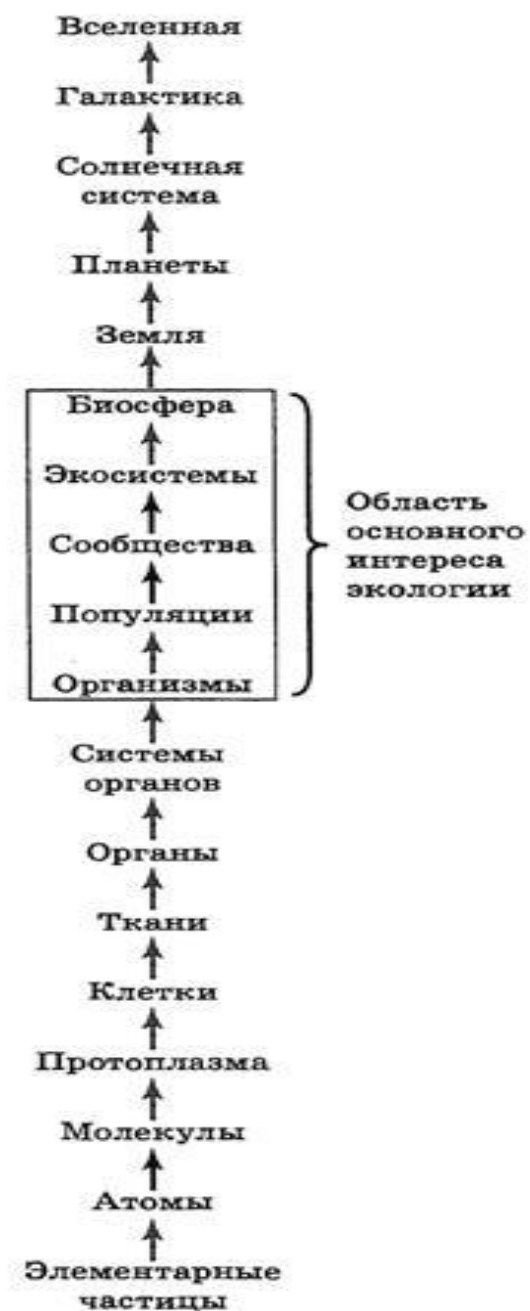 Вселенная
Галактика
Солнечная
система
Планеты
Земля
Биосфера
Экосистемы
Сообщества
Популяции
Организмы
Область
основного
интереса
экологии
Системы
органов
Органы
Ткани
Клетки
Протоплазма
Молекулы
Атомы
Элементарные
частицы